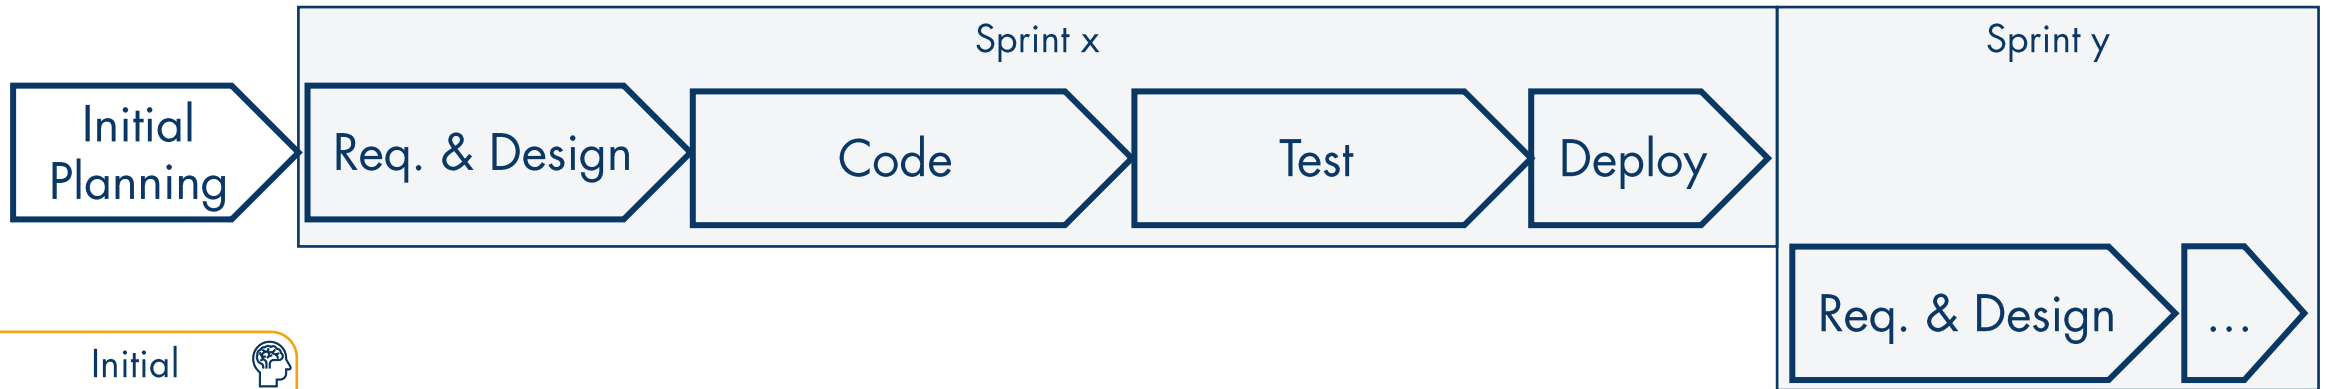 Sprint x
Sprint y
Initial
Planning
Req. & Design
Code
Test
Deploy
Req. & Design
...
Initial